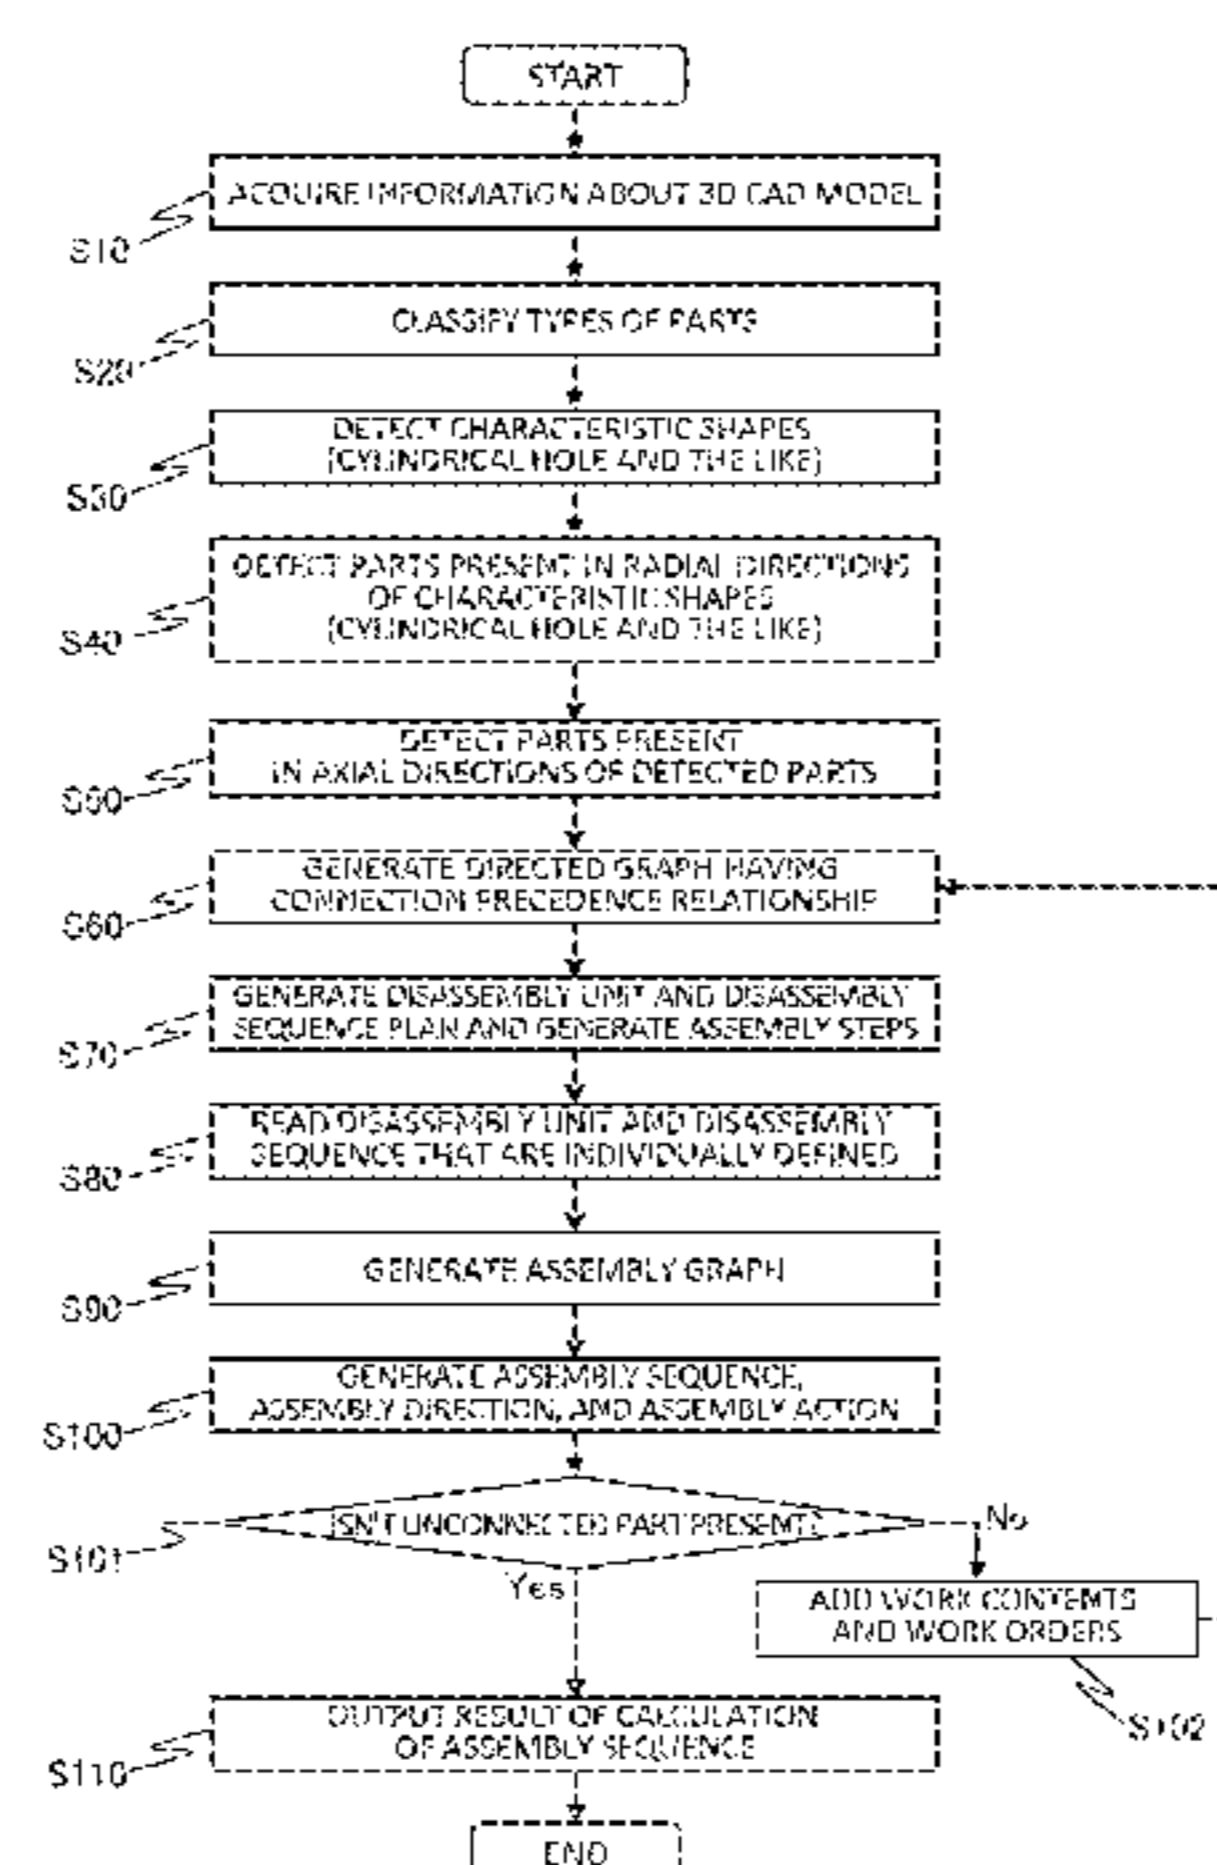 START
ACQUIRE INFORMATION ABOUT 3D CAD MODEL
S10
CLASSIFY TYPES OF PARTS
S20
DETECT CHARACTERISTIC SHAPES
(CYLINDRICAL HOLE AND THE LIKE)
S30
DETECT PARTS PRESENT IN RADIAL DIRECTIONS
OF CHARACTERISTIC SHAPES
(CYLINDRICAL HOLE AND THE LIKE)
S40
DETECT PARTS PRESENT
IN AXIAL DIRECTIONS OF DETECTED PARTS
S50
GENERATE DIRECTED GRAPH HAVING
CONNECTION PRECEDENCE RELATIONSHIP
S60
GENERATE DISASSEMBLY UNIT AND DISASSEMBLY
SEQUENCE PLAN AND GENERATE ASSEMBLY STEPS
S70
READ DISASSEMBLY UNIT AND DISASSEMBLY
SEQUENCE THAT ARE INDIVIDUALLY DEFINED
S80
GENERATE ASSEMBLY GRAPH
S90
GENERATE ASSEMBLY SEQUENCE,
ASSEMBLY DIRECTION, AND ASSEMBLY ACTION
S100
ISN'T UNCONNECTED PART PRESENT?
No
S101
Yes
ADD WORK CONTENTS
AND WORK ORDERS
S102
OUTPUT RESULT OF CALCULATION
OF ASSEMBLY SEQUENCE
S110
END